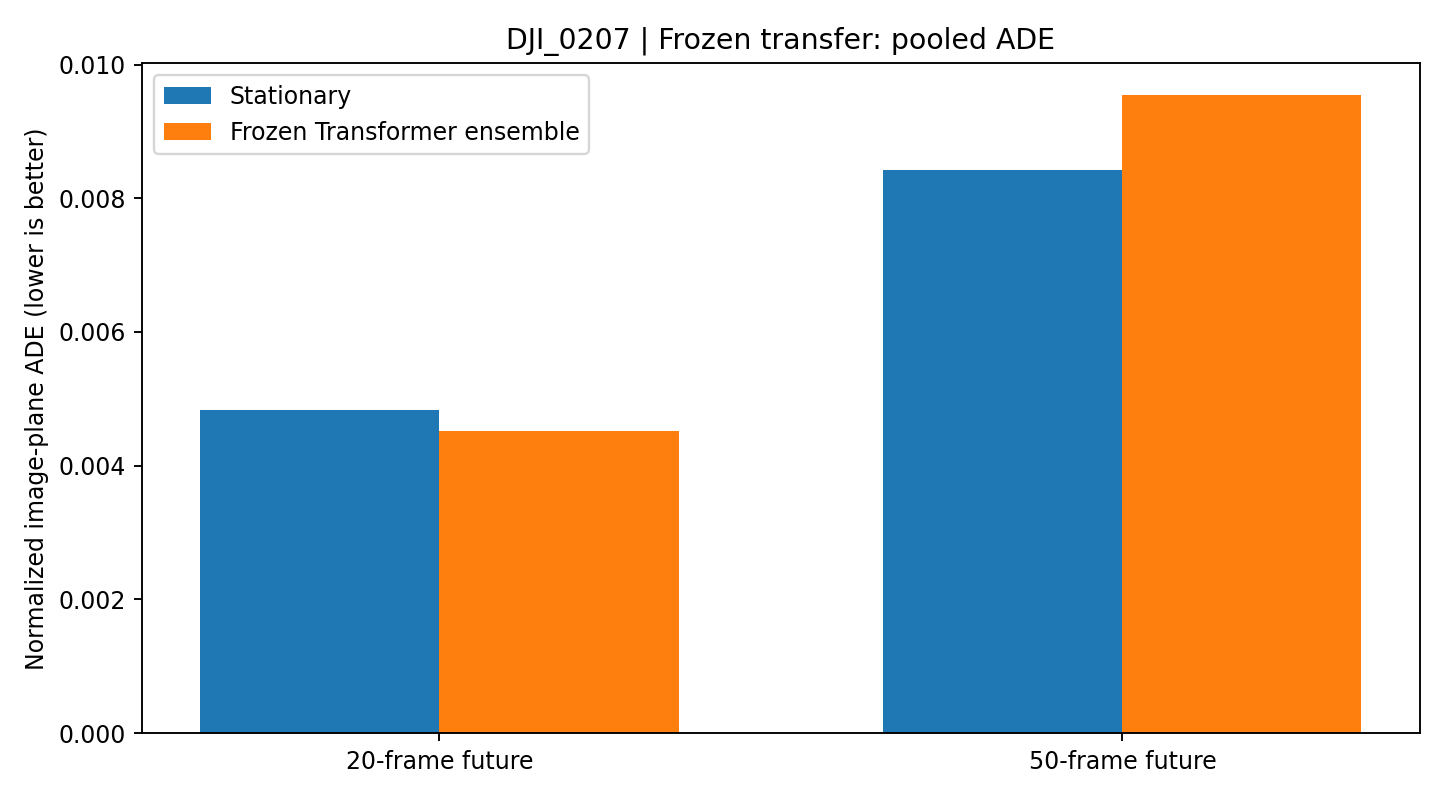 DJI_0207 | Frozen transfer: pooled ADE
Normalized image-plane ADE (lower is better)
0.010
0.008
0.006
0.004
0.002
0.000
Stationary
Frozen Transformer ensemble
20-frame future
50-frame future